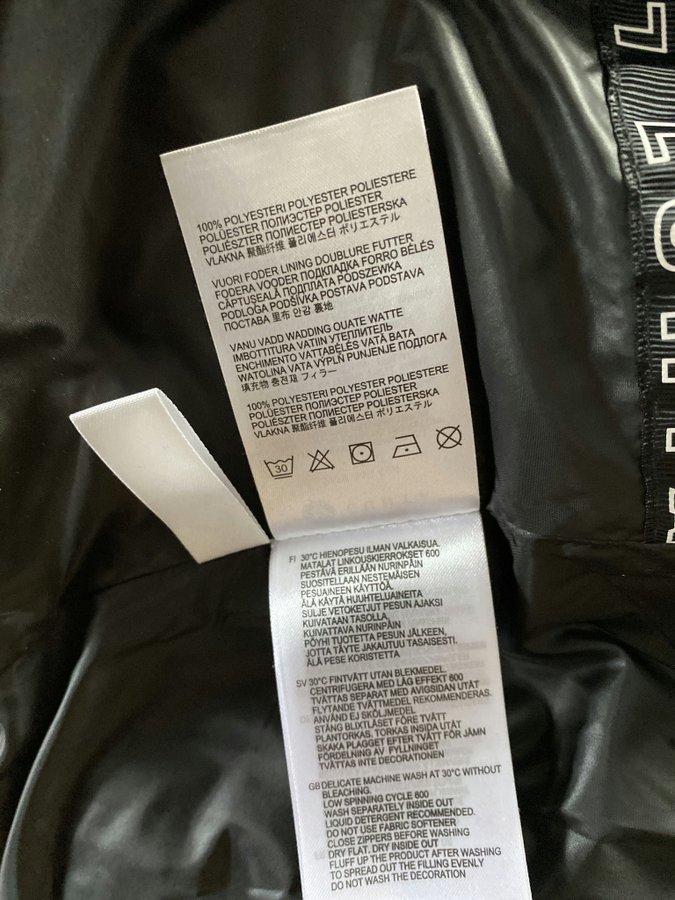 100% POLYESTERI POLYESTER POLIESTERE
POLÜESTER ПОЛИЭСТЕР POLIESTER
POLIÉSZTER ПОЛИЕСТЕР POLIESTERSKA
VLAKNA 聚酯纤维 폴리에스터 ポリエステル
VUORI FODER LINING DOUBLURE FUTTER
FODERA VOODER ПОДКЛАДКА FORRO BÉLÉS
CĂPTUŞEALĂ ПОДПЛАТА PODSZEWKA
PODLOGA PODŠIVKA POSTAVA PODSTAVA
ПОСТАВА 里布 안감 裏地
VANU VADD WADDING OUATE WATTE
IMBOTTITURA VATIIN УТЕПЛИТЕЛЬ
ENCHIMENTO VATTABÉLÉS VATĂ ВАТА
WATOLINA VATA VÝPLŇ PUNJENJE ПОДЛОГА
填充物 충전재 フィラー
100% POLYESTERI POLYESTER POLIESTERE
POLÜESTER ПОЛИЭСТЕР POLIESTER
POLIÉSZTER ПОЛИЕСТЕР POLIESTERSKA
VLAKNA 聚酯纤维 폴리에스터 ポリエステル
30
FI 30°C HIENOPESU ILMAN VALKAISUA.
MATALAT LINKOUSKIERROKSET 600
PESTÄVÄ ERILLÄÄN NURINPÄIN
SUOSITELLAAN NESTEMÄISEN
PESUAINEEN KÄYTTÖÄ.
ÄLÄ KÄYTÄ HUUHTELUAINEITA
SULJE VETOKETJUT PESUN AJAKSI
KUIVATAAN TASOLLA,
KUIVATTAVA NURINPÄIN
PÖYHI TUOTETTA PESUN JÄLKEEN,
JOTTA TÄYTE JAKAUTUU TASAISESTI.
ÄLÄ PESE KORISTETTA
SV 30°C FINTVÄTT UTAN BLEKMEDEL.
CENTRIFUGERA MED LÅG EFFEKT 600
TVÄTTAS SEPARAT MED AVIGSIDAN UTÅT
FLYTANDE TVÄTTMEDEL REKOMMENDERAS.
ANVÄND EJ SKÖLJMEDEL
STÄNG BLIXTLÅSET FÖRE TVÄTT
PLANTORKAS. TORKAS INSIDA UTÅT
SKAKA PLAGGET EFTER TVÄTT FÖR JÄMN
FÖRDELNING AV FYLLNINGET
TVÄTTAS INTE DECORATIONEN
GB DELICATE MACHINE WASH AT 30°C WITHOUT
BLEACHING.
LOW SPINNING CYCLE 600
WASH SEPARATELY INSIDE OUT
LIQUID DETERGENT RECOMMENDED.
DO NOT USE FABRIC SOFTENER
CLOSE ZIPPERS BEFORE WASHING
DRY FLAT. DRY INSIDE OUT
FLUFF UP THE PRODUCT AFTER WASHING
TO SPREAD OUT THE FILLING EVENLY
DO NOT WASH THE DECORATION